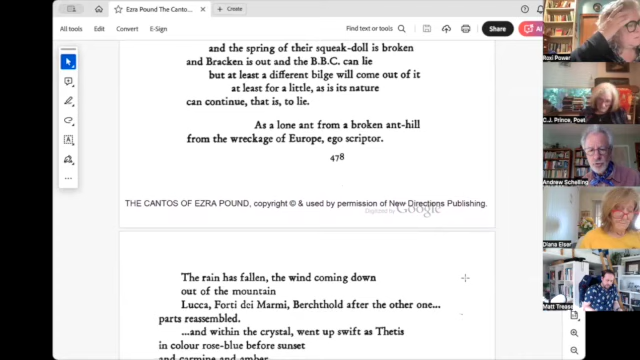 Ezra Pound The Cantos...
+ Create
All tools
Edit
Convert
E-Sign
Find text or tools
Share
AI
and the spring of their squeak-doll is broken
and Bracken is out and the B.B.C. can lie
but at least a different bilge will come out of it
at least for a little, as is its nature
can continue, that is, to lie.
As a lone ant from a broken ant-hill
from the wreckage of Europe, ego scriptor.
478
THE CANTOS OF EZRA POUND, copyright © & used by permission of New Directions Publishing.
Digitized by Google
The rain has fallen, the wind coming down
out of the mountain
Lucca, Forti dei Marmi, Berchthold after the other one...
parts reassembled.
...and within the crystal, went up swift as Thetis
in colour rose-blue before sunset
and carmine and amber
Roxi Power
C.J. Prince, Poet
Andrew Schelling
Diana Elser
Matt Trease